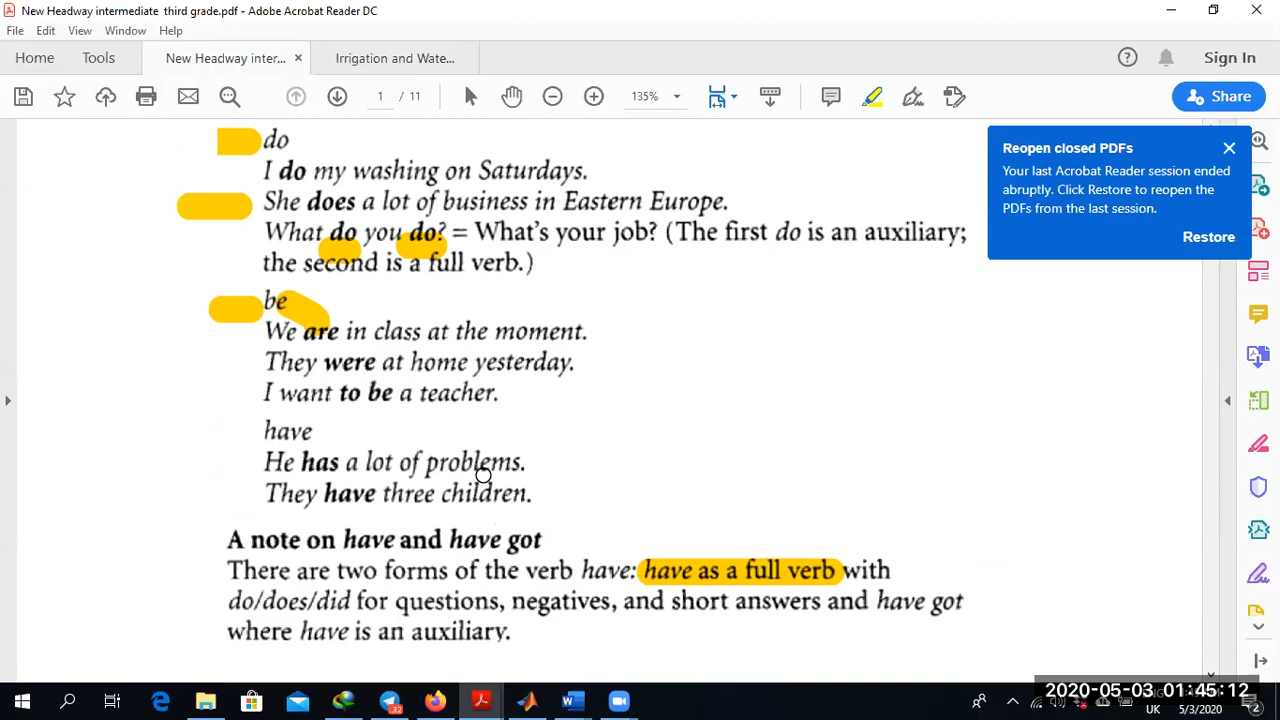 New Headway intermediate third grade.pdf - Adobe Acrobat Reader DC
File Edit View Window Help
Home Tools New Headway inter... Irrigation and Wate... Sign In
1 / 11 135% Share
Reopen closed PDFs
Your last Acrobat Reader session ended
abruptly. Click Restore to reopen the
PDFs from the last session.
Restore
do
I do my washing on Saturdays.
She does a lot of business in Eastern Europe.
What do you do? = What's your job? (The first do is an auxiliary;
the second is a full verb.)
be
We are in class at the moment.
They were at home yesterday.
I want to be a teacher.
have
He has a lot of problems.
They have three children.
A note on have and have got
There are two forms of the verb have: have as a full verb with
do/does/did for questions, negatives, and short answers and have got
where have is an auxiliary.
32
2020-05-03 01:45:12
UK 5/3/2020 2